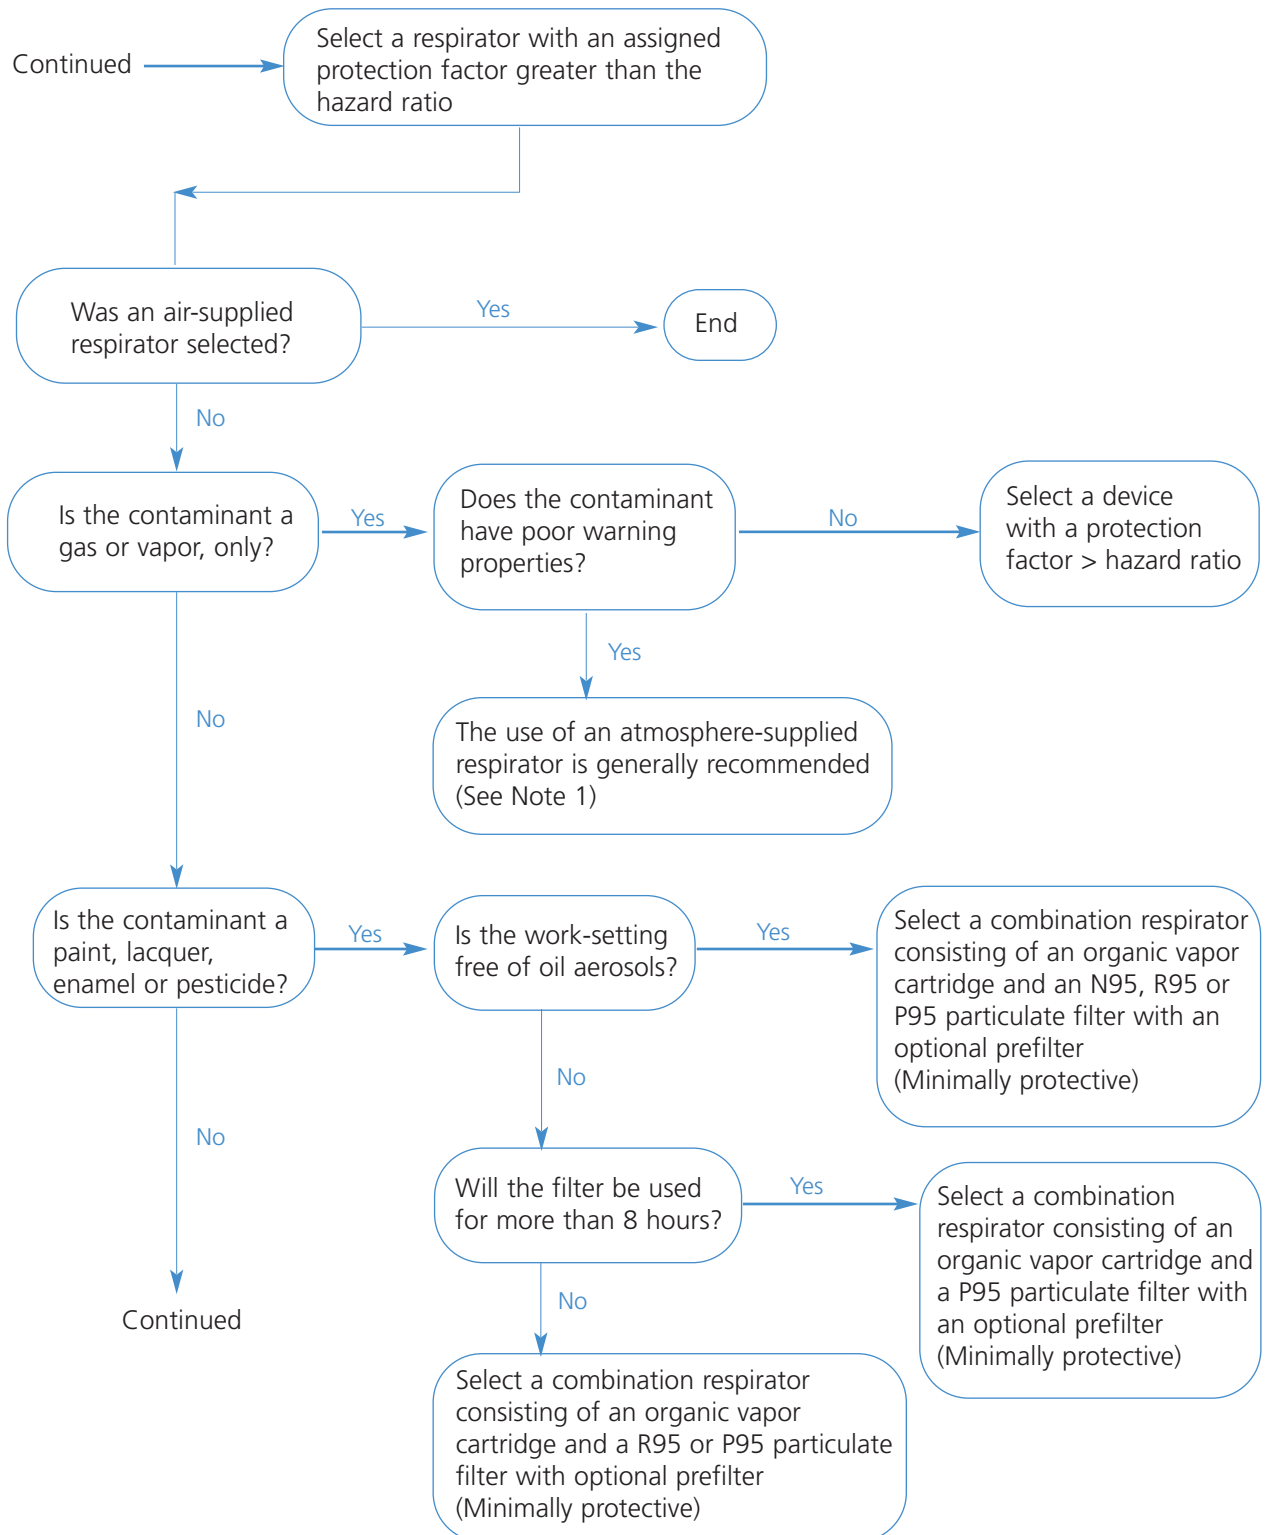 Continued
Select a respirator with an assigned
protection factor greater than the
hazard ratio
Was an air-supplied
respirator selected?
Yes
End
No
Is the contaminant a
gas or vapor, only?
Yes
Does the contaminant
have poor warning
properties?
No
Select a device
with a protection
factor > hazard ratio
Yes
The use of an atmosphere-supplied
respirator is generally recommended
(See Note 1)
No
Is the contaminant a
paint, lacquer,
enamel or pesticide?
Yes
Is the work-setting
free of oil aerosols?
Yes
Select a combination respirator
consisting of an organic vapor
cartridge and an N95, R95 or
P95 particulate filter with an
optional prefilter
(Minimally protective)
No
Will the filter be used
for more than 8 hours?
Yes
Select a combination
respirator consisting of an
organic vapor cartridge and
a P95 particulate filter with
an optional prefilter
(Minimally protective)
No
Select a combination respirator
consisting of an organic vapor
cartridge and a R95 or P95 particulate
filter with optional prefilter
(Minimally protective)
No
Continued